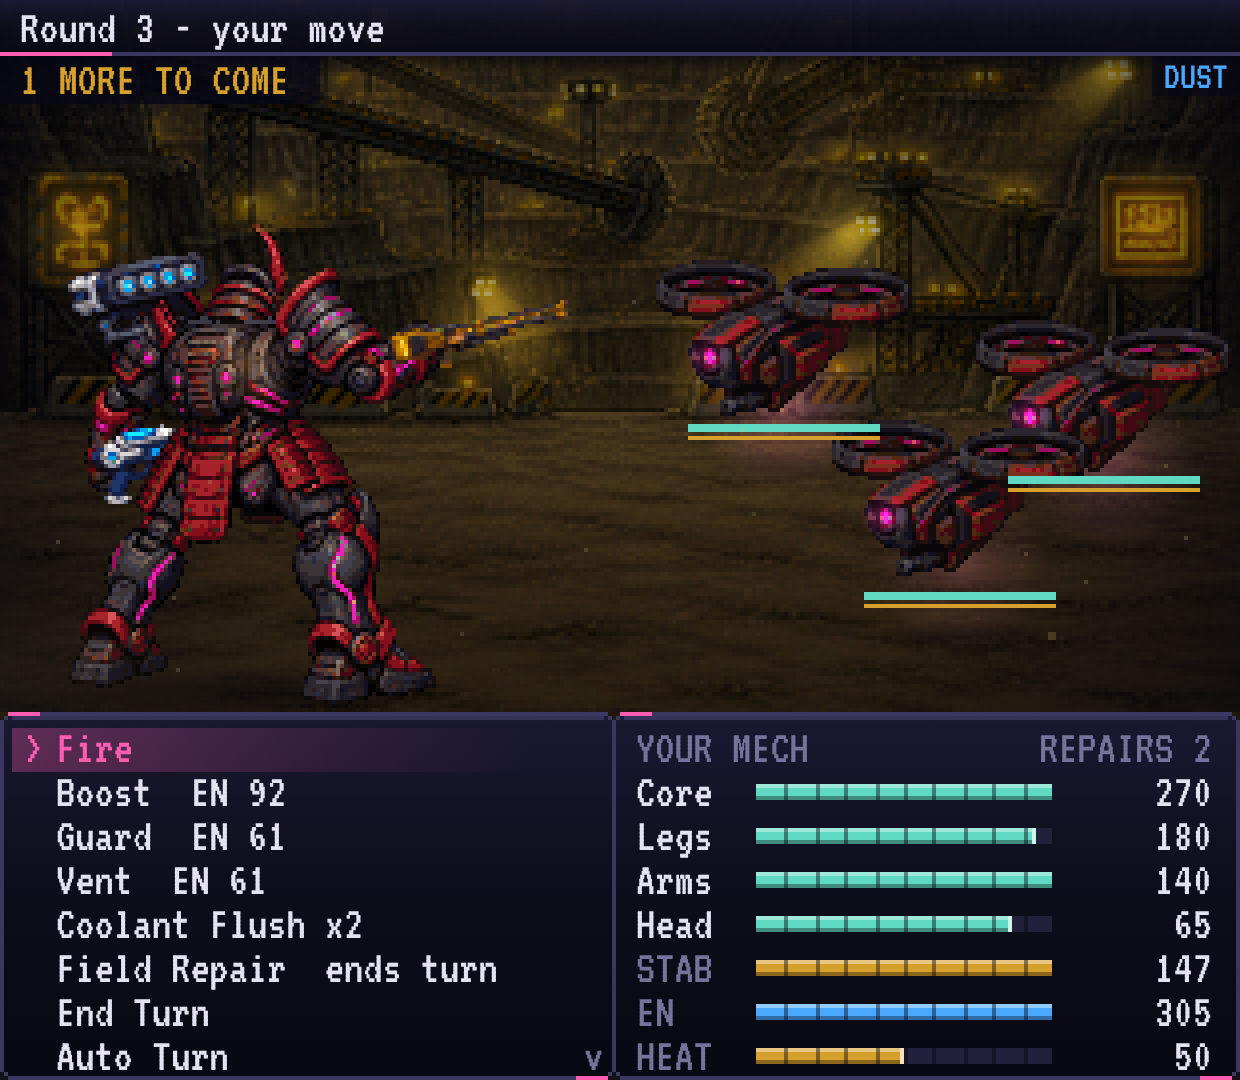 Round 3 - your move
1 MORE TO COME
DUST
> Fire
Boost EN 92
Guard EN 61
Vent EN 61
Coolant Flush x2
Field Repair ends turn
End Turn
Auto Turn v
YOUR MECH REPAIRS 2
Core 270
Legs 180
Arms 140
Head 65
STAB 147
EN 305
HEAT 50